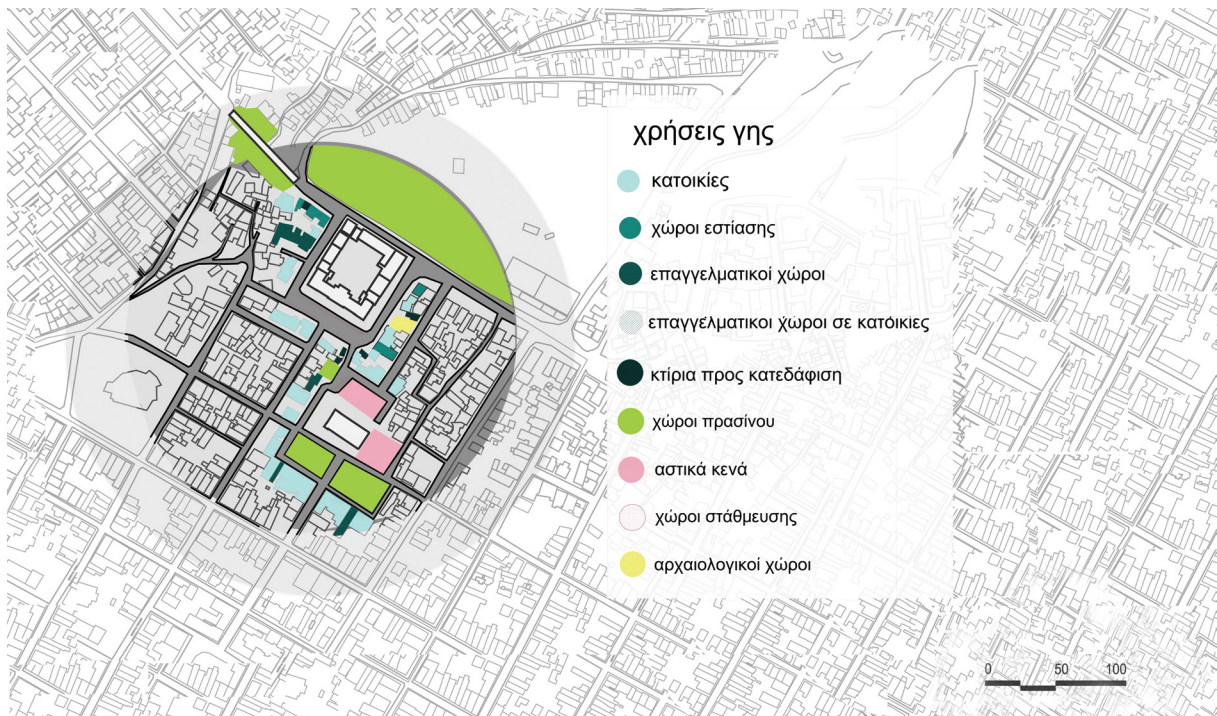 χρήσεις γης
κατοικίες
χώροι εστίασης
επαγγελματικοί χώροι
επαγγελματικοι χωροι σε κατοικιες
κτίρια προς κατεδάφιση
χώροι πρασίνου
αστικά κενά
χώροι στάθμευσης
αρχαιολογικοί χώροι
0 50 100